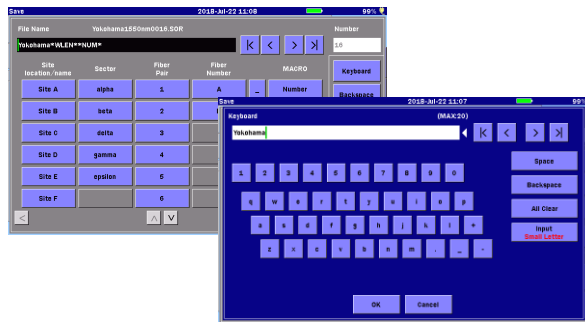 Save 2018-Jul-22 11:08 99%
File Name Yokohama1550nm0016.SOR Number
Yokohama*WLEN**NUM* 16
Site location/name Sector Fiber Pair Fiber Number MACRO Keyboard
Site A alpha 1 A _ Number Backspace
Site B beta 2
Site C delta 3
Site D gamma 4
Site E epsilon 5
Site F 6
Save 2018-Jul-22 11:07 99%
Keyboard (MAX:20)
Yokohama
Space
1 2 3 4 5 6 7 8 9 0
Backspace
q w e r t y u i o p
All Clear
a s d f g h j k l *
Input
Small Letter
z x c v b n m . _ -
OK Cancel